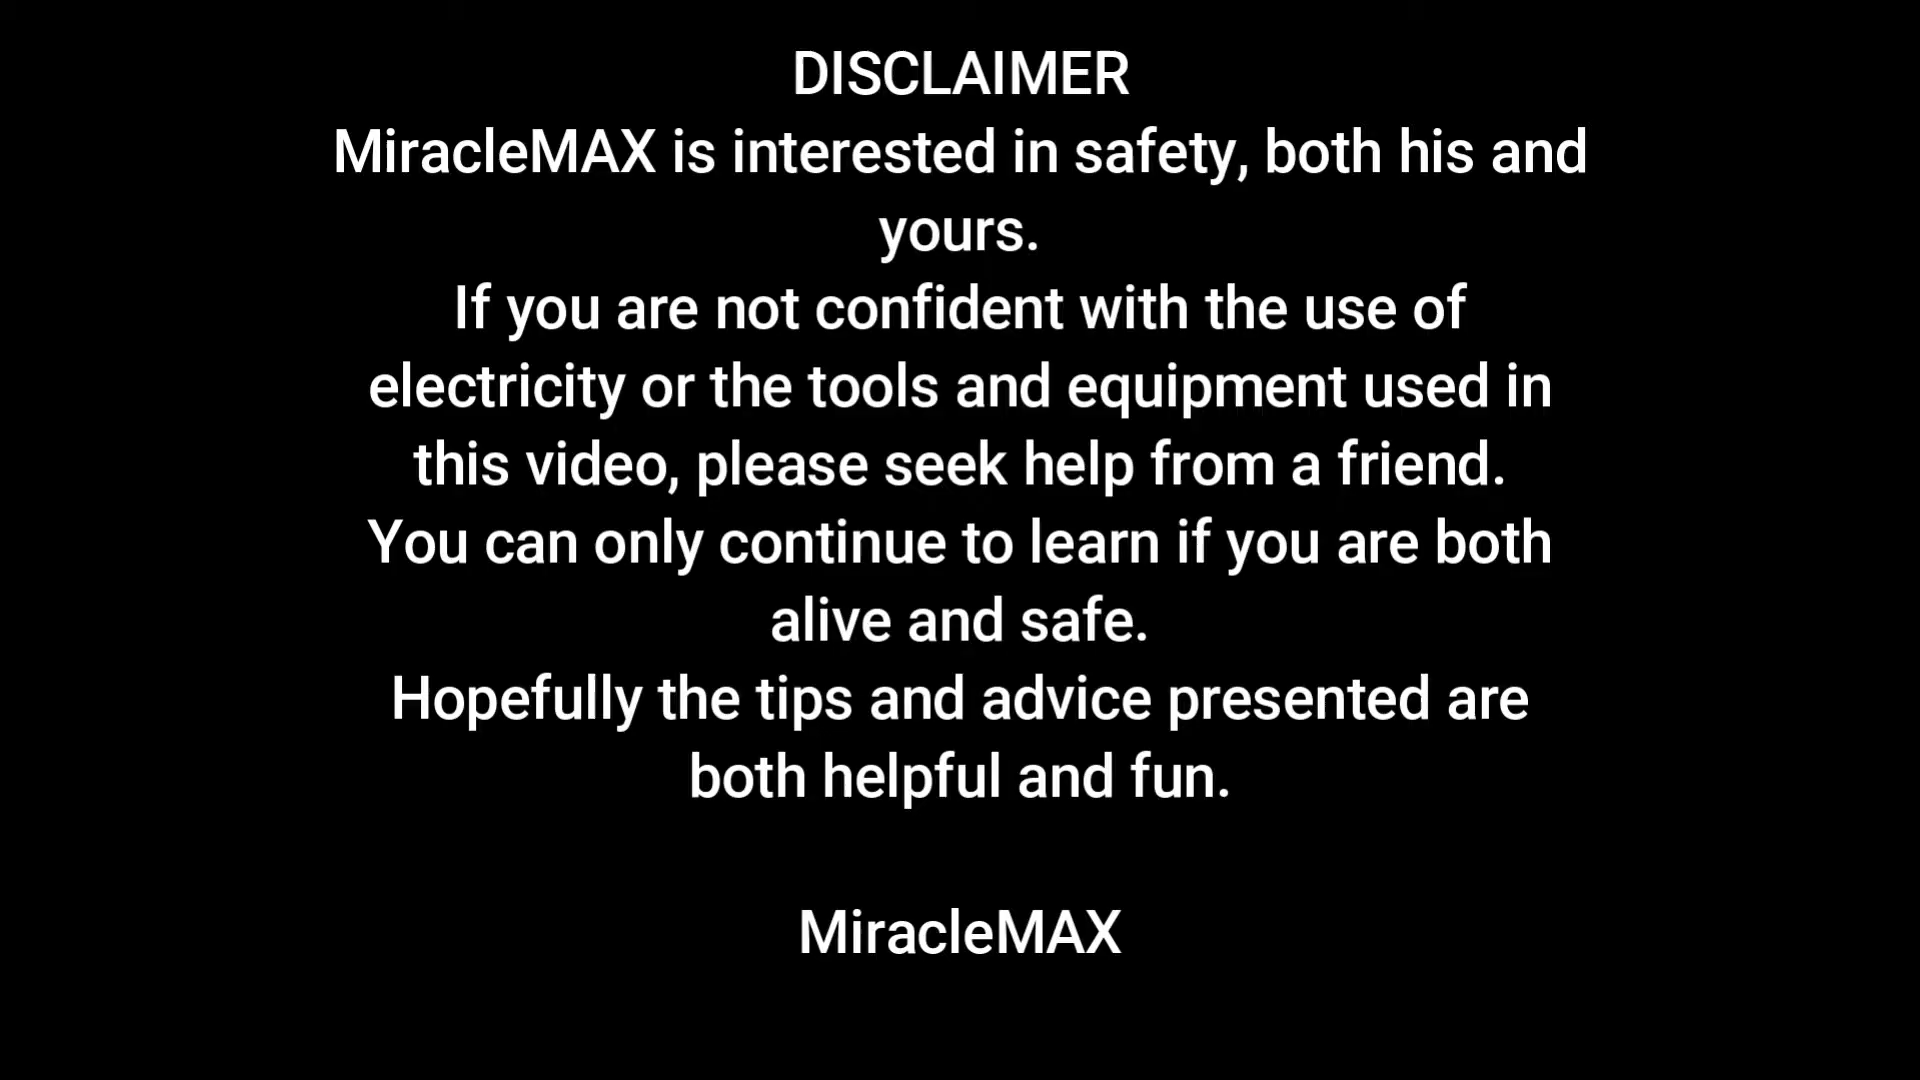 DISCLAIMER
MiracleMAX is interested in safety, both his and
yours.
If you are not confident with the use of
electricity or the tools and equipment used in
this video, please seek help from a friend.
You can only continue to learn if you are both
alive and safe.
Hopefully the tips and advice presented are
both helpful and fun.
MiracleMAX